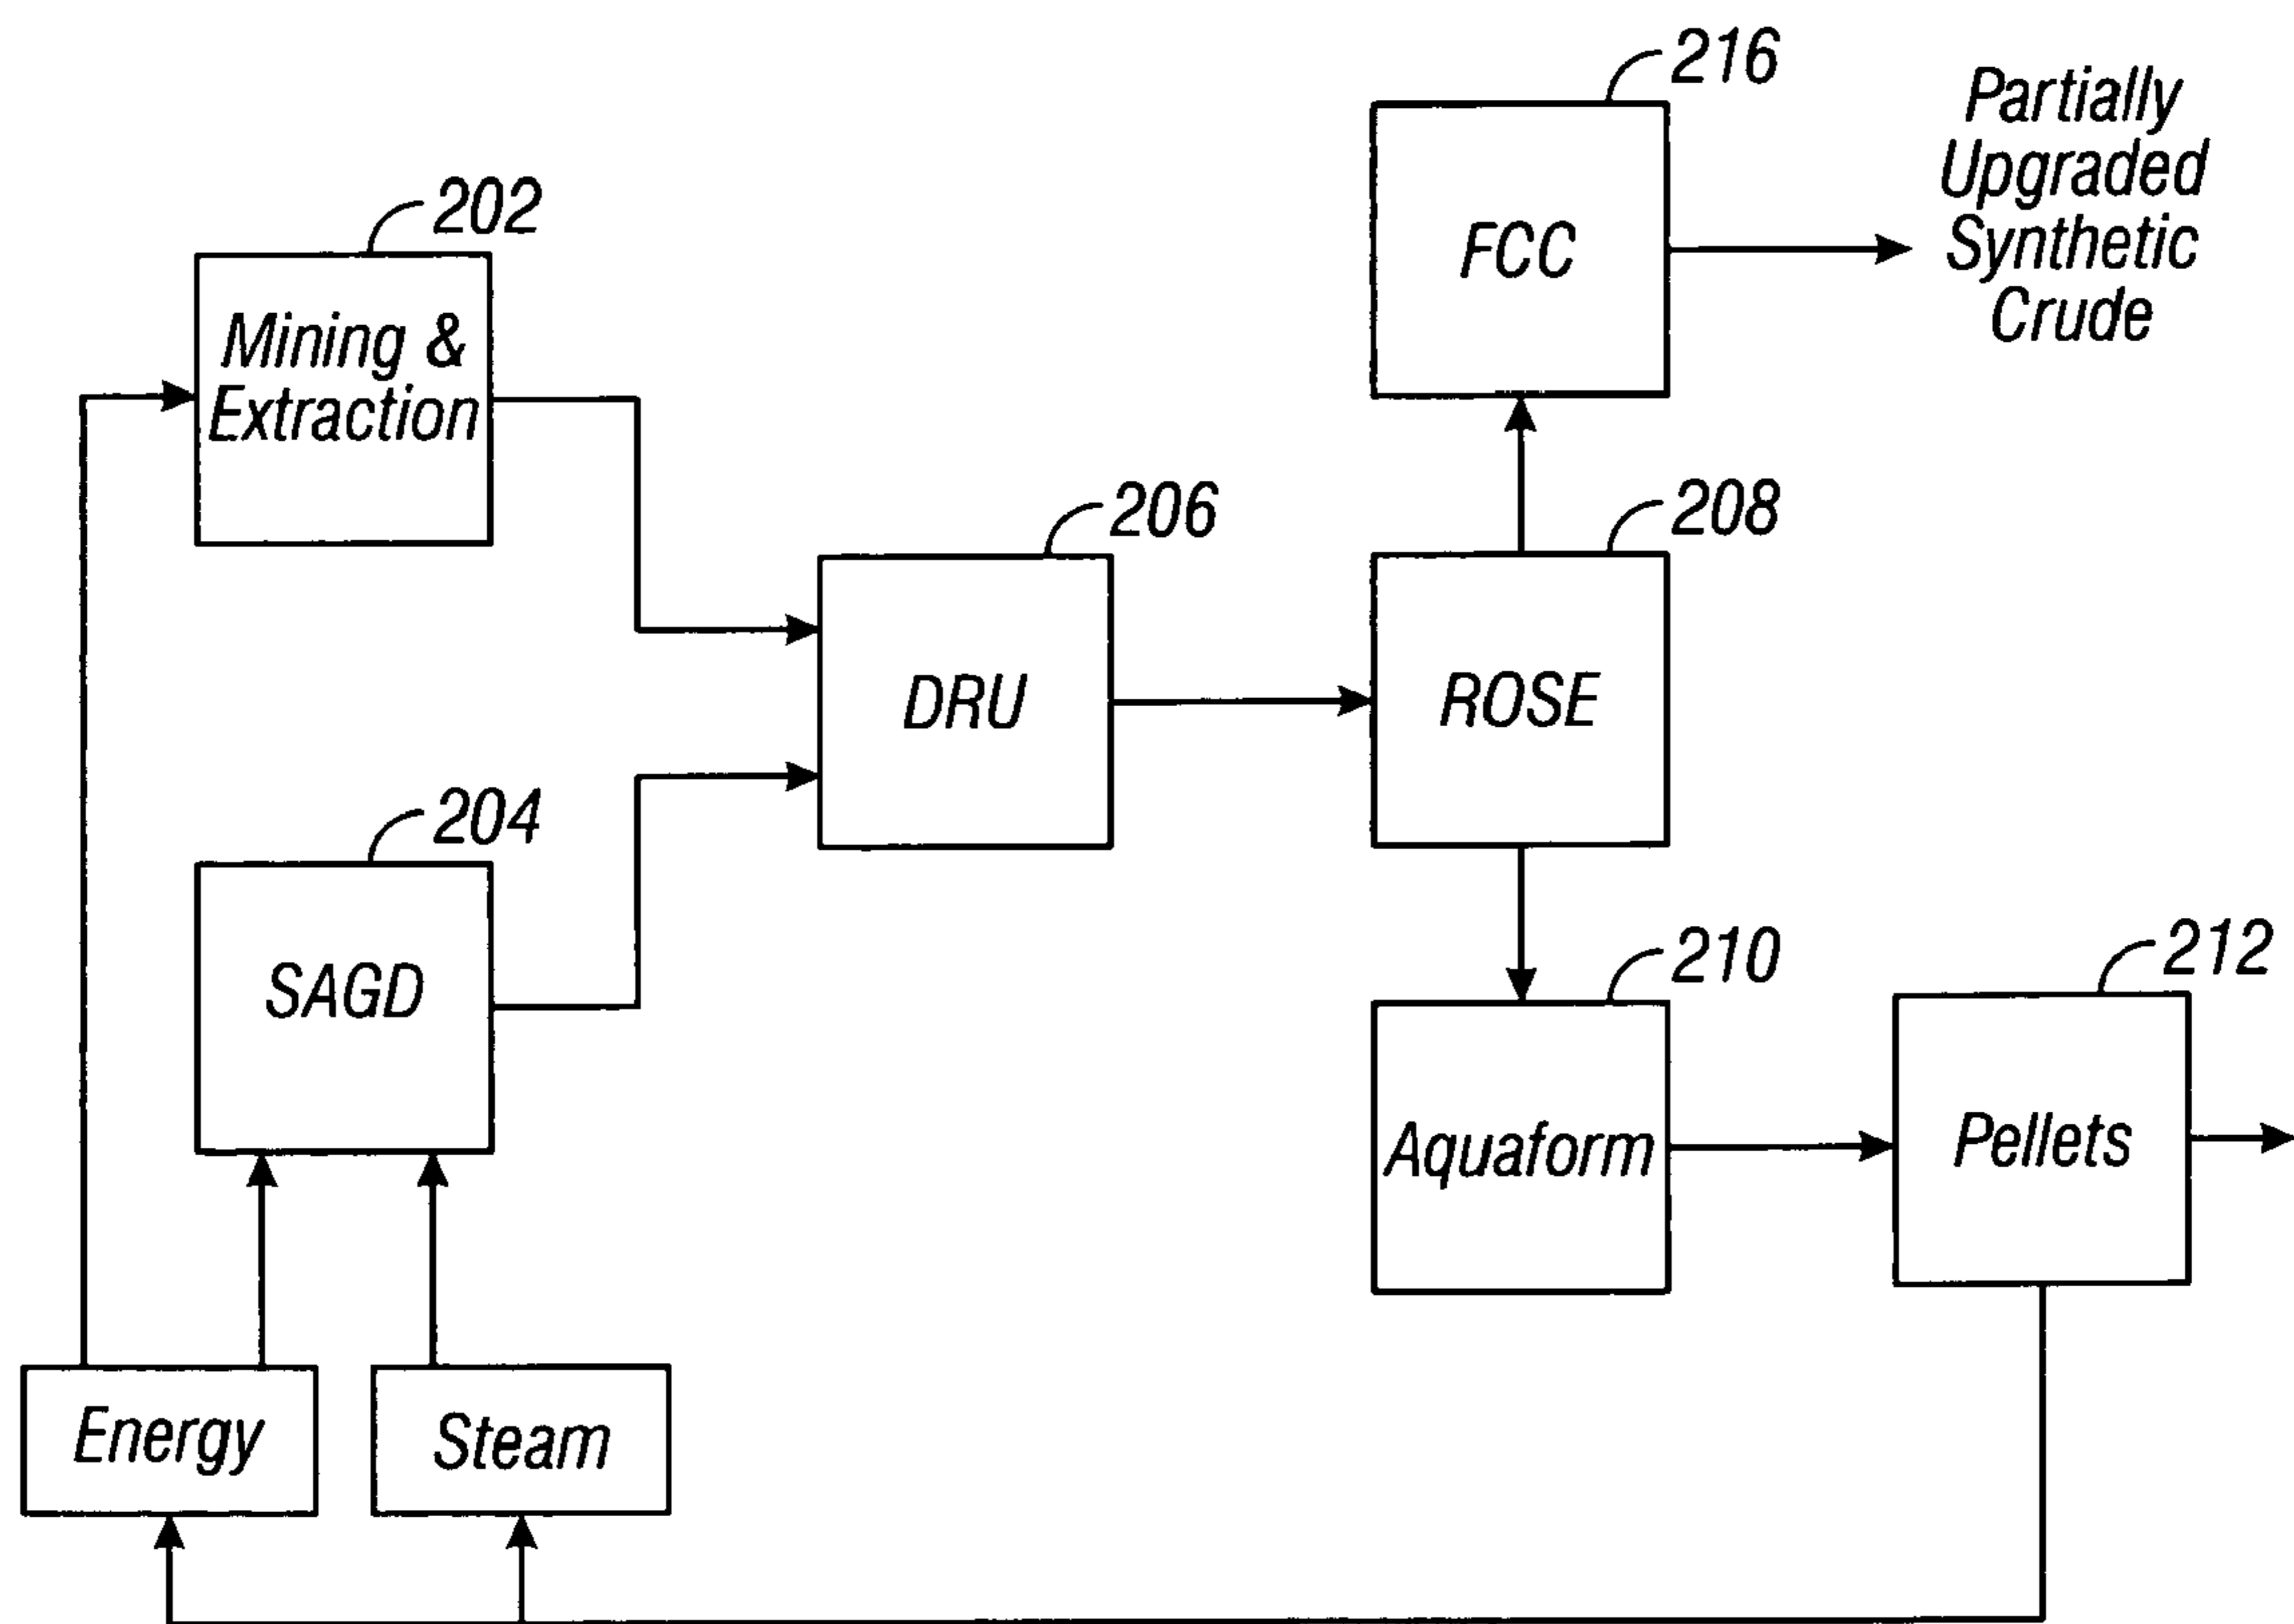 216
Partially
Upgraded
Synthetic
Crude
FCC
202
Mining &
Extraction
206
208
DRU
ROSE
204
SAGD
210
212
Aquaform
Pellets
Energy
Steam